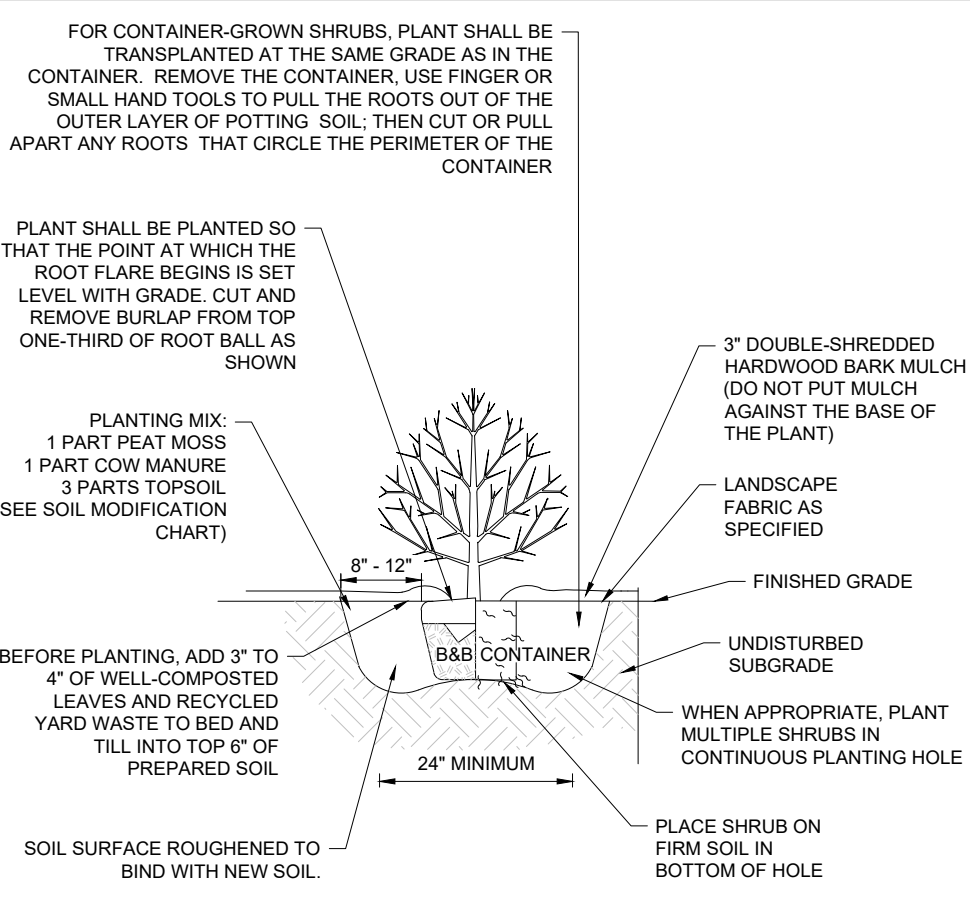 FOR CONTAINER-GROWN SHRUBS, PLANT SHALL BE
TRANSPLANTED AT THE SAME GRADE AS IN THE
CONTAINER. REMOVE THE CONTAINER, USE FINGER OR
SMALL HAND TOOLS TO PULL THE ROOTS OUT OF THE
OUTER LAYER OF POTTING SOIL; THEN CUT OR PULL
APART ANY ROOTS THAT CIRCLE THE PERIMETER OF THE
CONTAINER
PLANT SHALL BE PLANTED SO
THAT THE POINT AT WHICH THE
ROOT FLARE BEGINS IS SET
LEVEL WITH GRADE. CUT AND
REMOVE BURLAP FROM TOP
ONE-THIRD OF ROOT BALL AS
SHOWN
3" DOUBLE-SHREDDED
HARDWOOD BARK MULCH
(DO NOT PUT MULCH
AGAINST THE BASE OF
THE PLANT)
PLANTING MIX:
1 PART PEAT MOSS
1 PART COW MANURE
3 PARTS TOPSOIL
SEE SOIL MODIFICATION
CHART)
LANDSCAPE
FABRIC AS
SPECIFIED
8" - 12"
FINISHED GRADE
B&B CONTAINER
UNDISTURBED
SUBGRADE
BEFORE PLANTING, ADD 3" TO
4" OF WELL-COMPOSTED
LEAVES AND RECYCLED
YARD WASTE TO BED AND
TILL INTO TOP 6" OF
PREPARED SOIL
WHEN APPROPRIATE, PLANT
MULTIPLE SHRUBS IN
CONTINUOUS PLANTING HOLE
24" MINIMUM
SOIL SURFACE ROUGHENED TO
BIND WITH NEW SOIL.
PLACE SHRUB ON
FIRM SOIL IN
BOTTOM OF HOLE